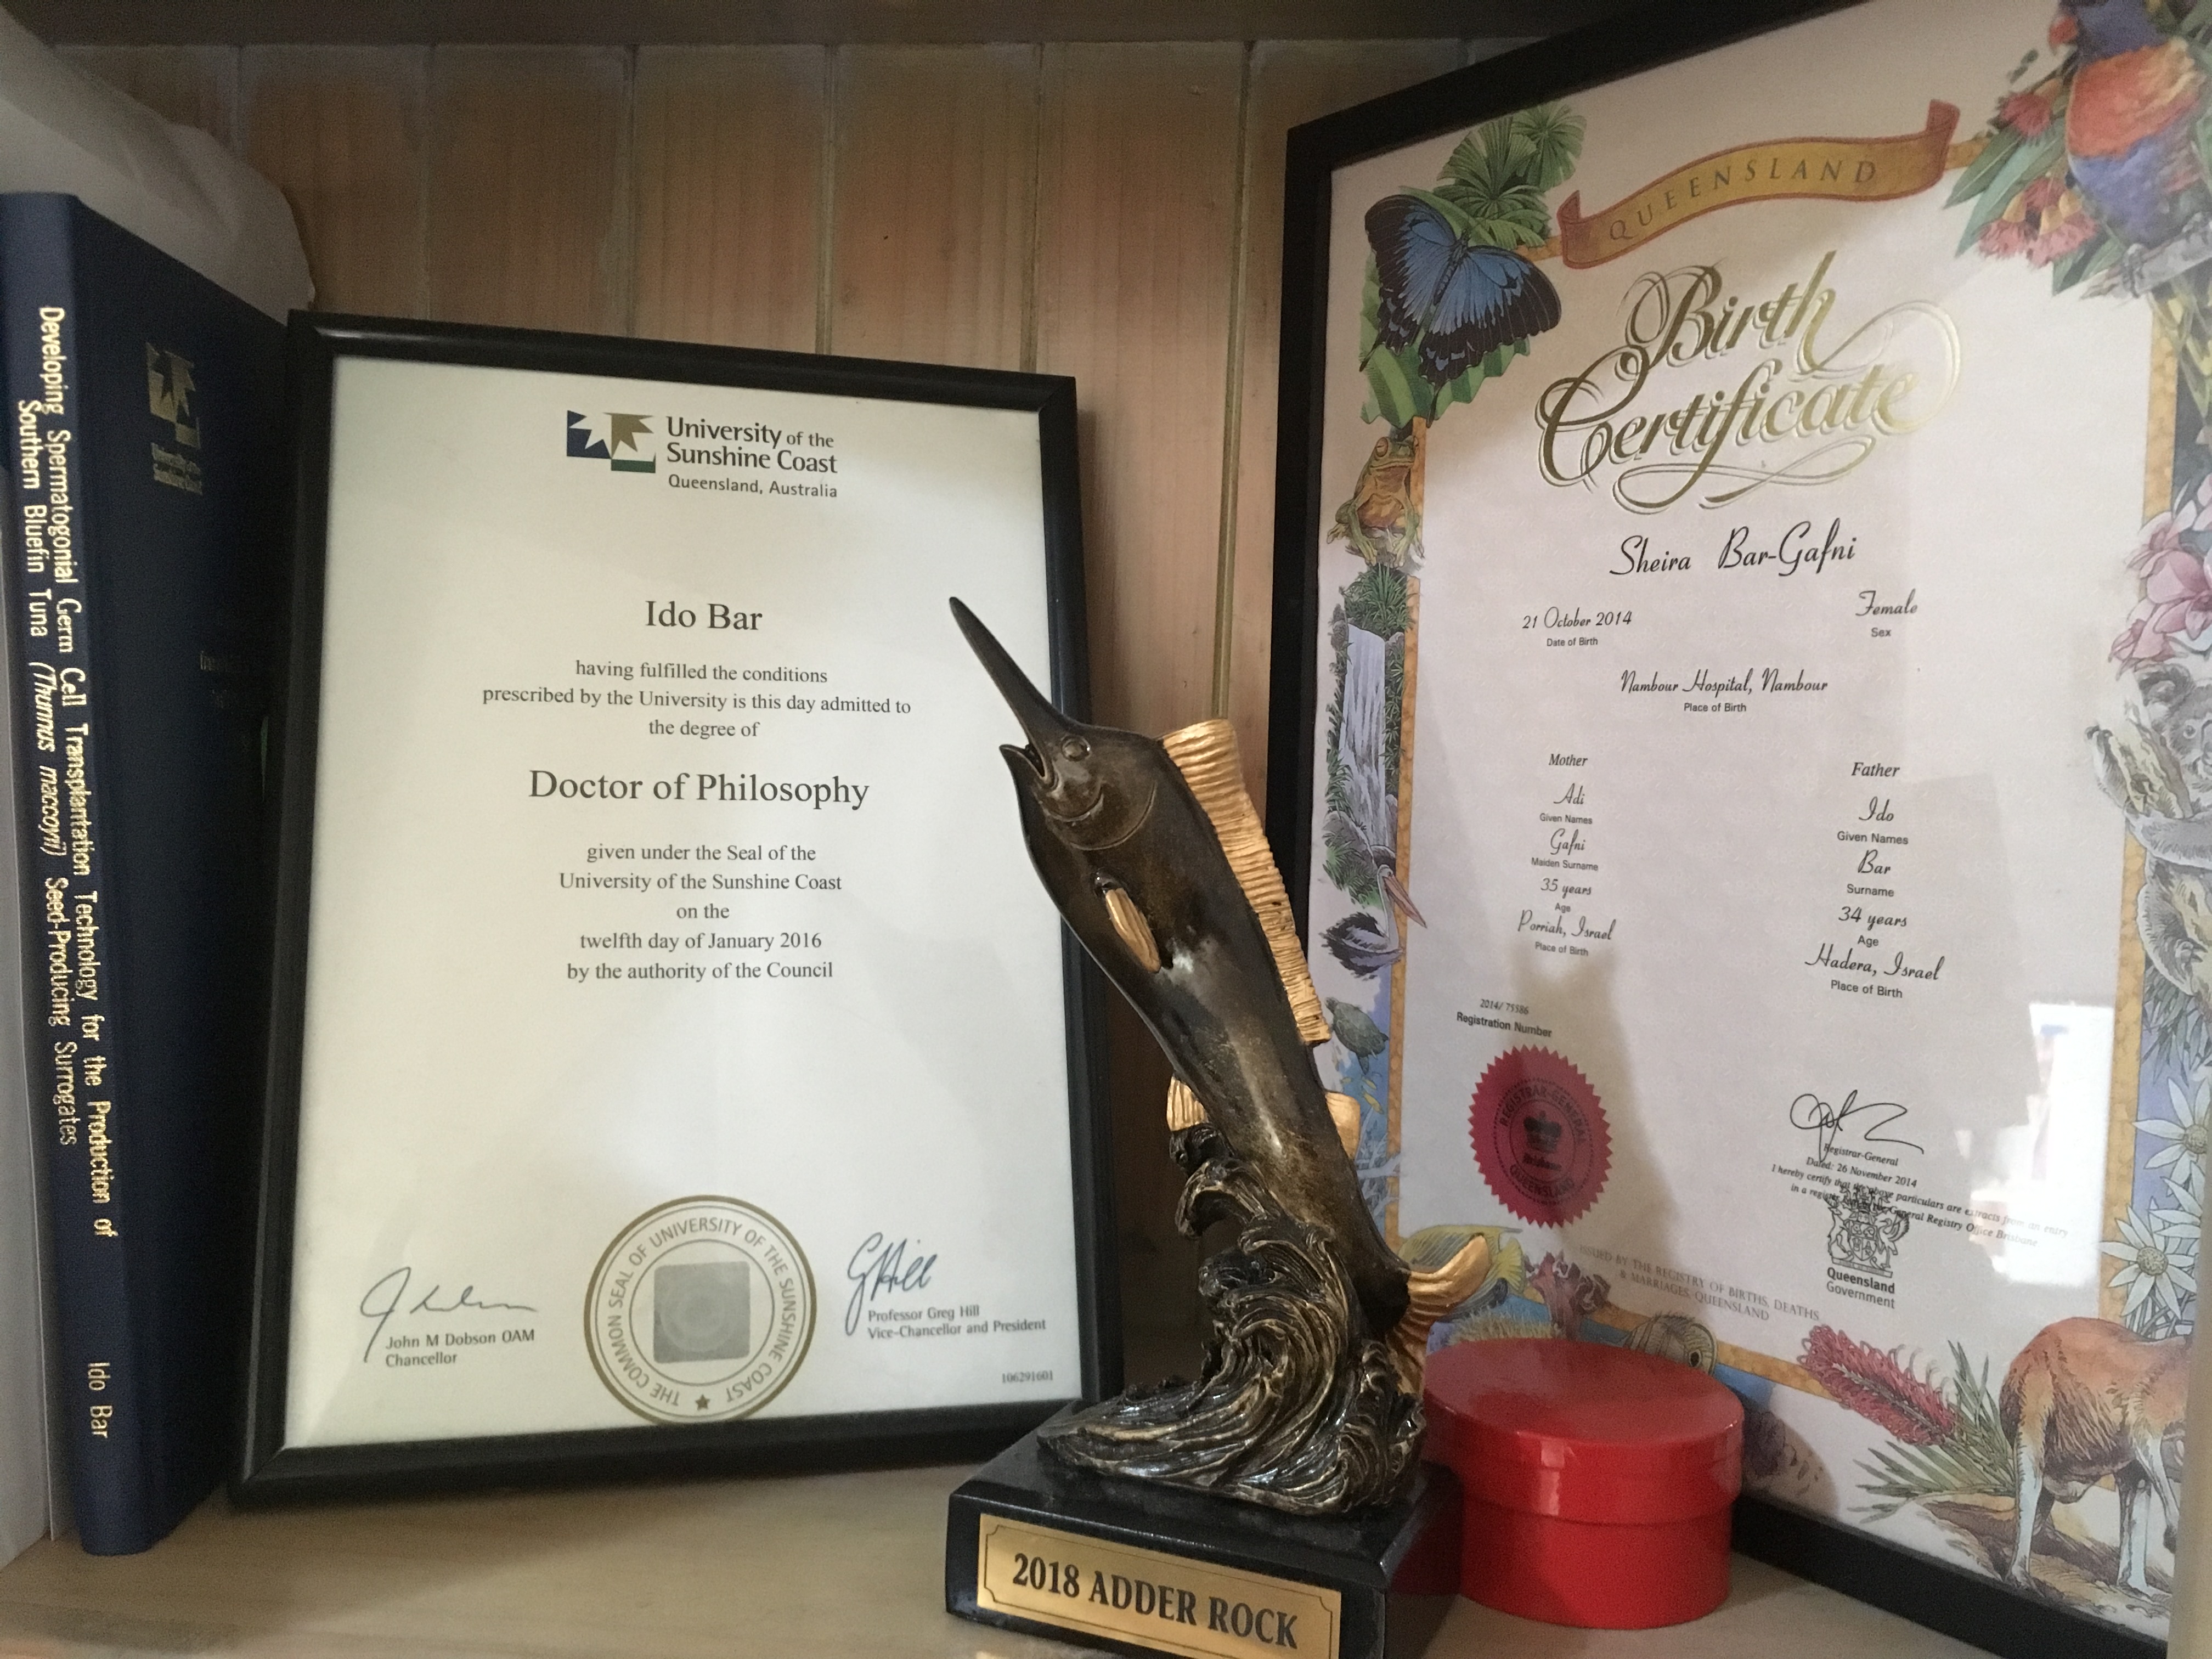 Developing Spermatogonial Germ Cell Transplantation Technology for the Production of
Southern Bluefin Tuna (Thunnus maccoyii) Seed-Producing Surrogates
Ido Bar
University of the
Sunshine Coast
University of the
Sunshine Coast
Queensland, Australia
Ido Bar
having fulfilled the conditions
prescribed by the University is this day admitted to
the degree of
Doctor of Philosophy
given under the Seal of the
University of the Sunshine Coast
on the
twelfth day of January 2016
by the authority of the Council
John M Dobson OAM
Chancellor
THE COMMON SEAL OF UNIVERSITY OF THE SUNSHINE COAST
Professor Greg Hill
Vice-Chancellor and President
106291601
2018 ADDER ROCK
QUEENSLAND
Birth
Certificate
Sheira Bar-Gafni
21 October 2014
Date of Birth
Female
Sex
Nambour Hospital, Nambour
Place of Birth
Mother
Adi
Given Names
Gafni
Maiden Surname
35 years
Age
Porriah, Israel
Place of Birth
Father
Ido
Given Names
Bar
Surname
34 years
Age
Hadera, Israel
Place of Birth
2014/75586
Registration Number
REGISTRAR-GENERAL
Brisbane
QUEENSLAND
Registrar-General
Dated: 26 November 2014
I hereby certify that the above particulars are extracts from an entry
in a register General Registry Office Brisbane
Queensland
Government
ISSUED BY THE REGISTRY OF BIRTHS, DEATHS
& MARRIAGES, QUEENSLAND